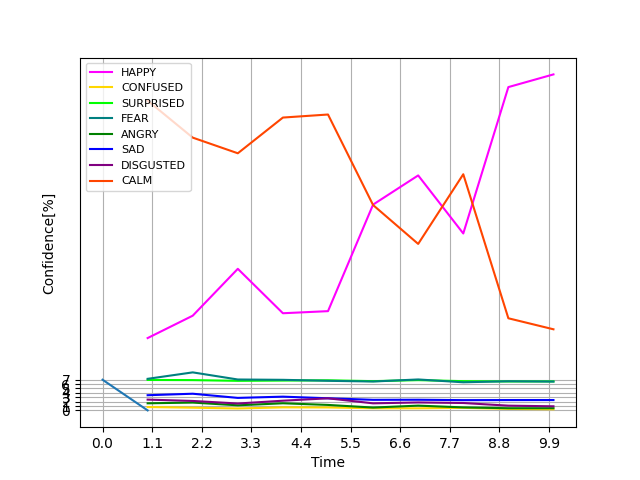 HAPPY
CONFUSED
SURPRISED
FEAR
ANGRY
SAD
DISGUSTED
CALM
Confidence[%]
7
6
5
4
3
2
1
0
0.0 1.1 2.2 3.3 4.4 5.5 6.6 7.7 8.8 9.9
Time